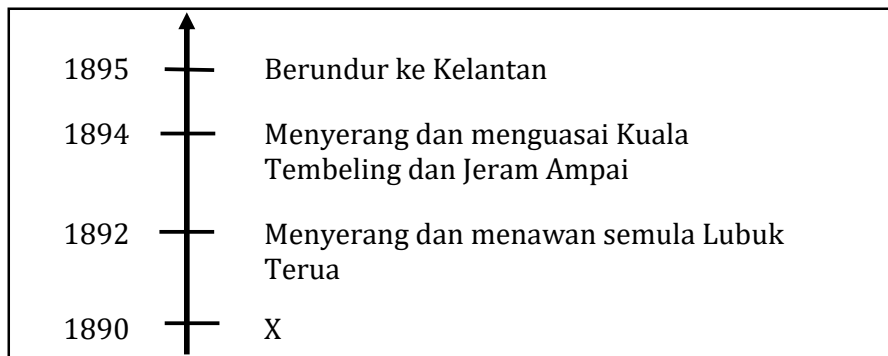 1895 Berundur ke Kelantan
1894 Menyerang dan menguasai Kuala
Tembeling dan Jeram Ampai
1892 Menyerang dan menawan semula Lubuk
Terua
1890 X